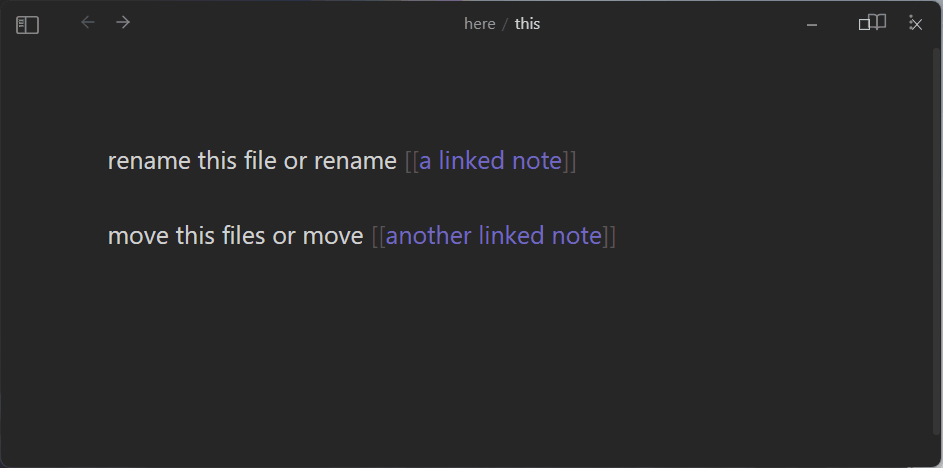 here / this
rename this file or rename [[a linked note]]
move this files or move [[another linked note]]